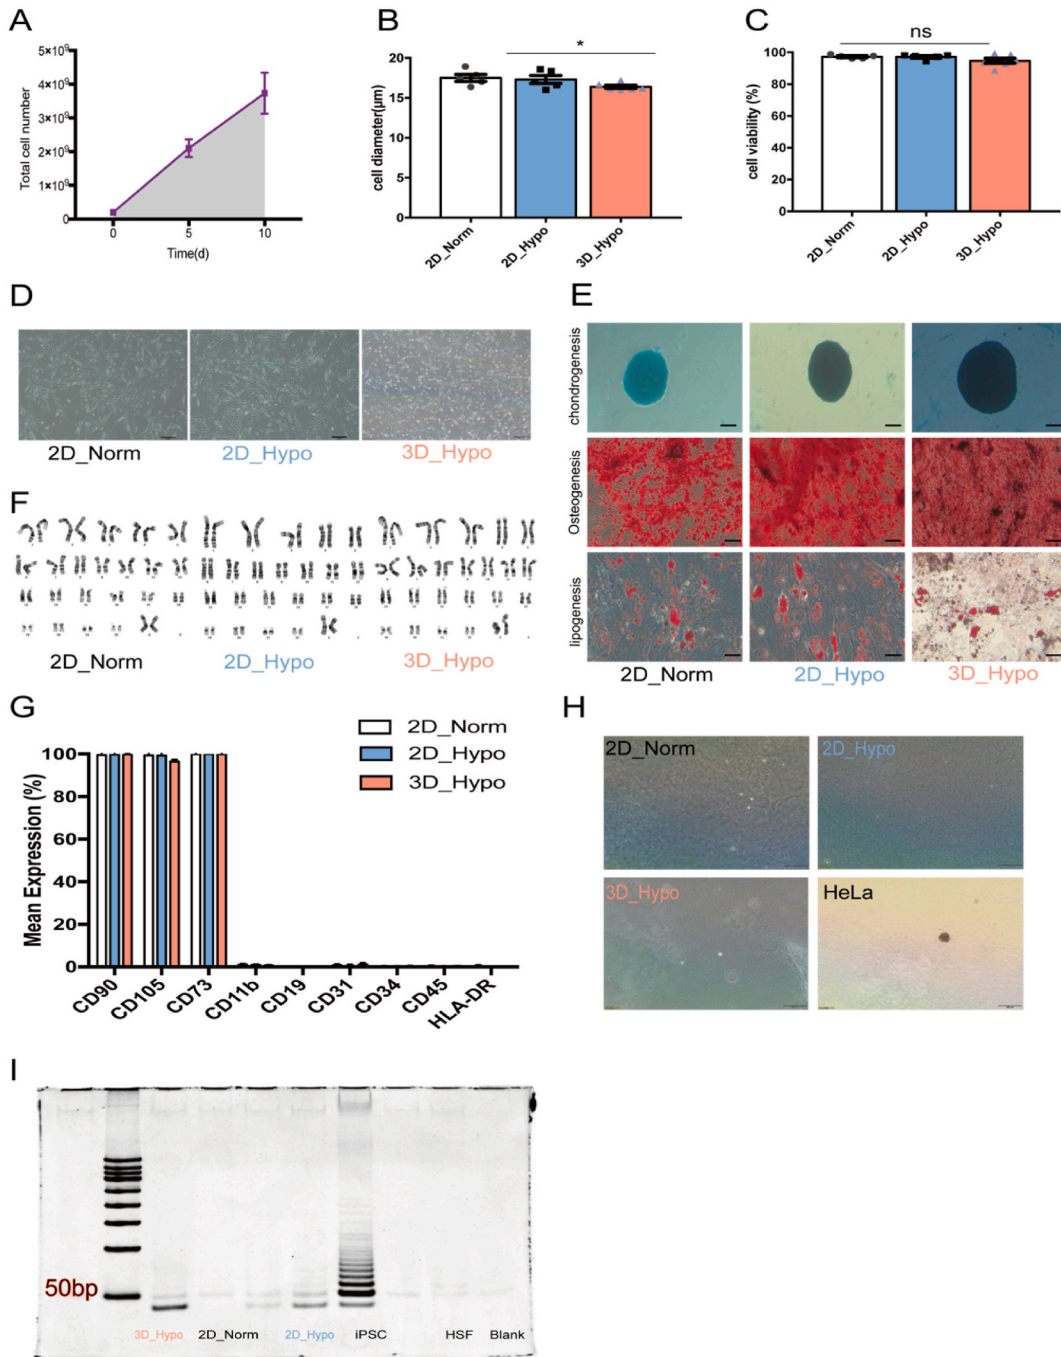 A
Total cell number
5×10⁹
4×10⁹
3×10⁹
2×10⁹
1×10⁹
0
0
5
10
Time(d)
B
*
cell diameter(μm)
20
15
10
5
0
2D_Norm
2D_Hypo
3D_Hypo
C
ns
cell viability (%)
100
80
60
40
20
0
2D_Norm
2D_Hypo
3D_Hypo
D
2D_Norm
2D_Hypo
3D_Hypo
E
chondrogenesis
Osteogenesis
lipogenesis
2D_Norm
2D_Hypo
3D_Hypo
F
2D_Norm
2D_Hypo
3D_Hypo
G
2D_Norm
2D_Hypo
3D_Hypo
Mean Expression (%)
100
80
60
40
20
0
CD90
CD105
CD73
CD11b
CD19
CD31
CD34
CD45
HLA-DR
H
2D_Norm
2D_Hypo
3D_Hypo
HeLa
I
50bp
3D_Hypo
2D_Norm
2D_Hypo
iPSC
HSF
Blank